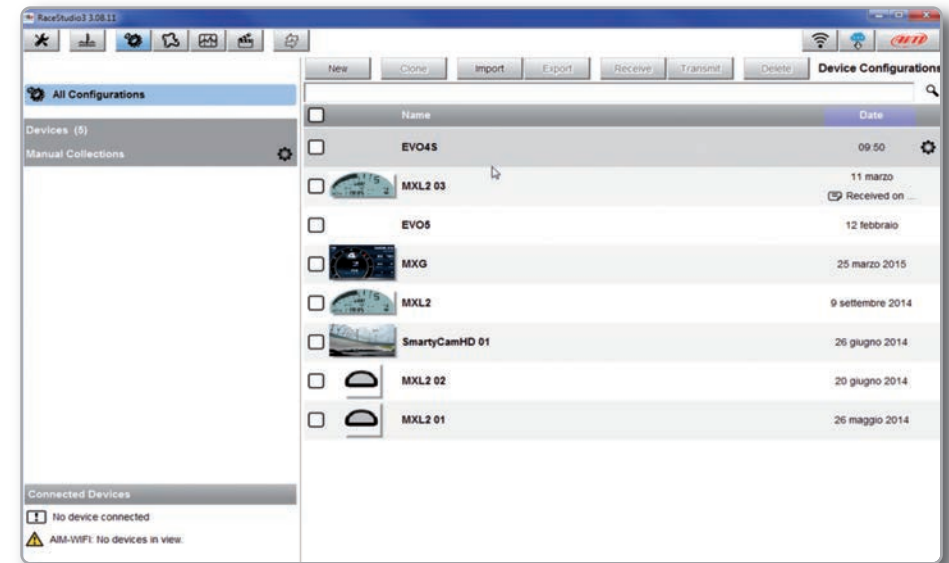 RaceStudio3 3.08.11
AiM
New Clone Import Export Receive Transmit Delete Device Configurations
All Configurations
Name Date
Devices (5)
Manual Collections
EVO4S 09:50
MXL2 03 11 marzo
Received on ...
EVO5 12 febbraio
MXG 25 marzo 2015
MXL2 9 settembre 2014
SmartyCamHD 01 26 giugno 2014
MXL2 02 20 giugno 2014
MXL2 01 26 maggio 2014
Connected Devices
No device connected
AIM-WIFI: No devices in view.